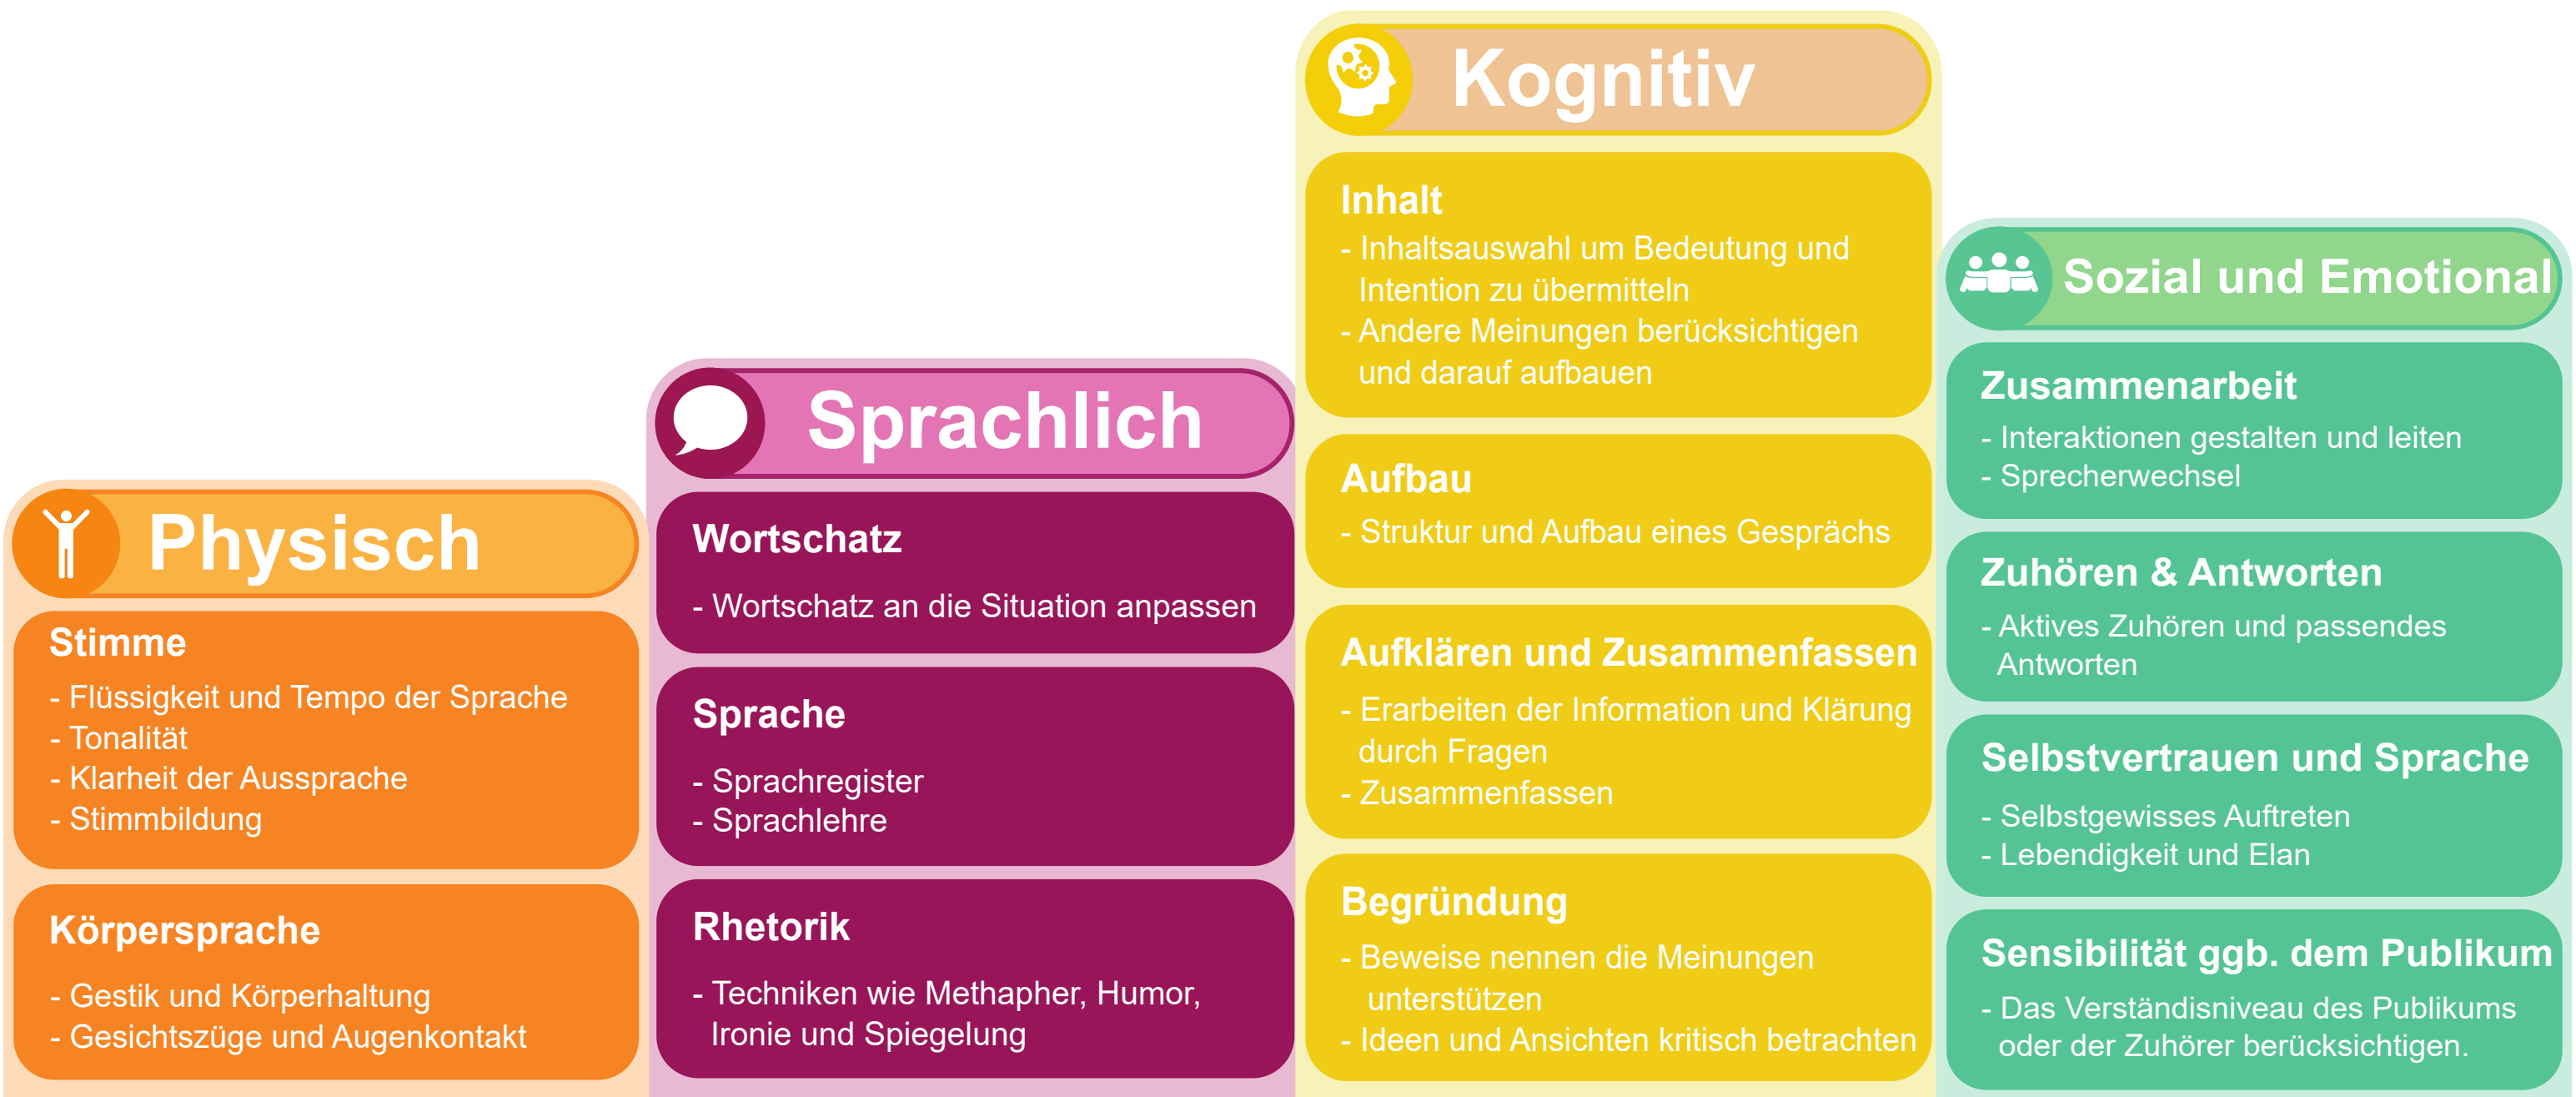 Physisch
Stimme
- Flüssigkeit und Tempo der Sprache
- Tonalität
- Klarheit der Aussprache
- Stimmbildung
Körpersprache
- Gestik und Körperhaltung
- Gesichtszüge und Augenkontakt
Sprachlich
Wortschatz
- Wortschatz an die Situation anpassen
Sprache
- Sprachregister
- Sprachlehre
Rhetorik
- Techniken wie Methapher, Humor,
Ironie und Spiegelung
Kognitiv
Inhalt
- Inhaltsauswahl um Bedeutung und
Intention zu übermitteln
- Andere Meinungen berücksichtigen
und darauf aufbauen
Aufbau
- Struktur und Aufbau eines Gesprächs
Aufklären und Zusammenfassen
- Erarbeiten der Information und Klärung
durch Fragen
- Zusammenfassen
Begründung
- Beweise nennen die Meinungen
unterstützen
- Ideen und Ansichten kritisch betrachten
Sozial und Emotional
Zusammenarbeit
- Interaktionen gestalten und leiten
- Sprecherwechsel
Zuhören & Antworten
- Aktives Zuhören und passendes
Antworten
Selbstvertrauen und Sprache
- Selbstgewisses Auftreten
- Lebendigkeit und Elan
Sensibilität ggb. dem Publikum
- Das Verständisniveau des Publikums
oder der Zuhörer berücksichtigen.